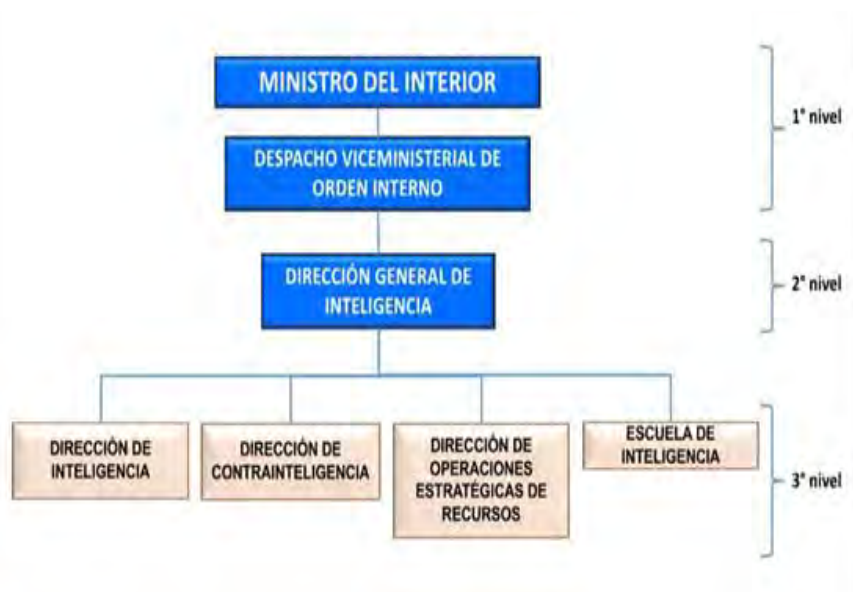 MINISTRO DEL INTERIOR
1° nivel
DESPACHO VICEMINISTERIAL DE
ORDEN INTERNO
DIRECCIÓN GENERAL DE
INTELIGENCIA
2° nivel
DIRECCIÓN DE
INTELIGENCIA
DIRECCIÓN DE
CONTRAINTELIGENCIA
DIRECCIÓN DE
OPERACIONES
ESTRATÉGICAS DE
RECURSOS
ESCUELA DE
INTELIGENCIA
3° nivel